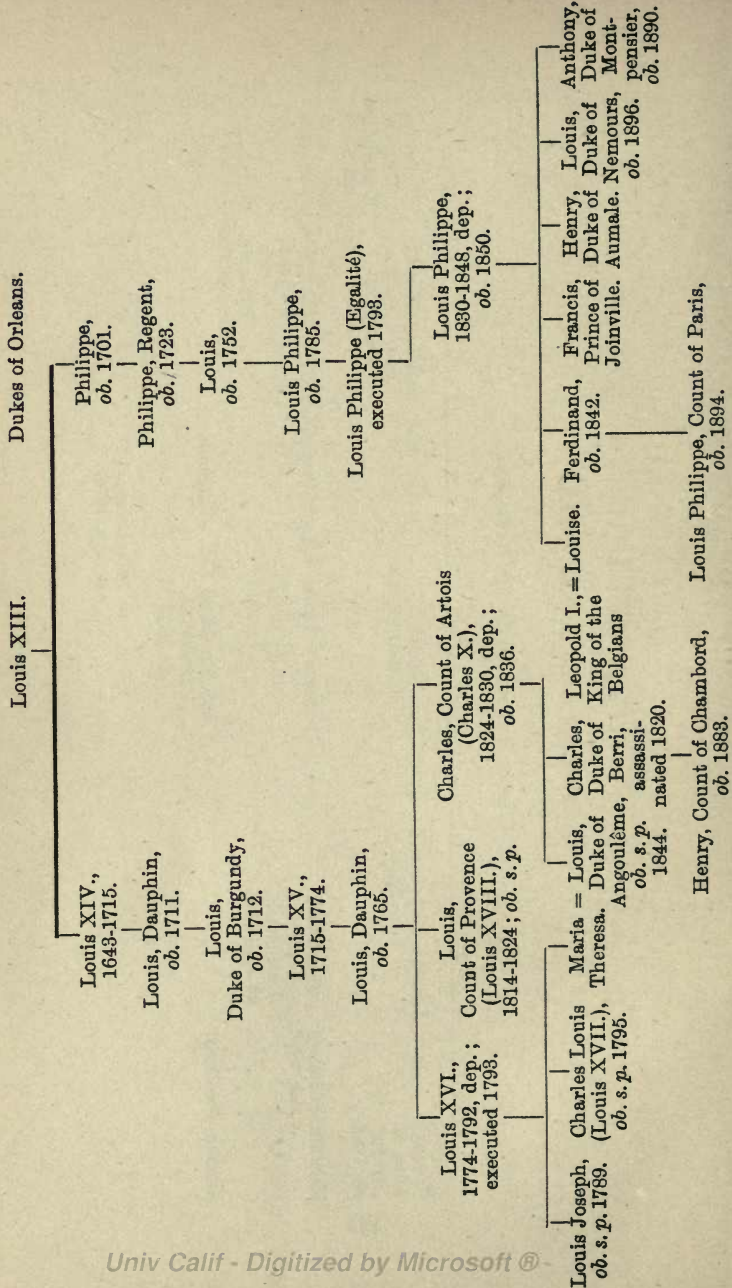 Louis XIII.
Dukes of Orleans.
Louis XIV.,
1643-1715.
Louis, Dauphin,
ob. 1711.
Louis,
Duke of Burgundy,
ob. 1712.
Louis XV.,
1715-1774.
Louis, Dauphin,
ob. 1765.
Philippe,
ob. 1701.
Philippe, Regent,
ob. 1723.
Louis,
ob. 1752.
Louis Philippe,
ob. 1785.
Louis Philippe (Egalité),
executed 1793.
Louis XVI.,
1774-1792, dep.;
executed 1793.
Louis,
Count of Provence
(Louis XVIII.),
1814-1824; ob. s. p.
Charles, Count of Artois
(Charles X.),
1824-1830, dep.;
ob. 1836.
Louis Philippe,
1830-1848, dep.;
ob. 1850.
Louis Joseph,
ob. s. p. 1789.
Charles Louis
(Louis XVII.),
ob. s. p. 1795.
Maria = Louis,
Theresa. Duke of
Angoulême,
ob. s. p.
1844.
Charles,
Duke of
Berri,
assassi-
nated 1820.
Leopold I., = Louise.
King of the
Belgians
Ferdinand,
ob. 1842.
Francis,
Prince of
Joinville.
Henry,
Duke of
Aumale.
Louis,
Duke of
Nemours,
ob. 1896.
Anthony,
Duke of
Mont-
pensier,
ob. 1890.
Henry, Count of Chambord,
ob. 1883.
Louis Philippe, Count of Paris,
ob. 1894.
Univ Calif - Digitized by Microsoft ®